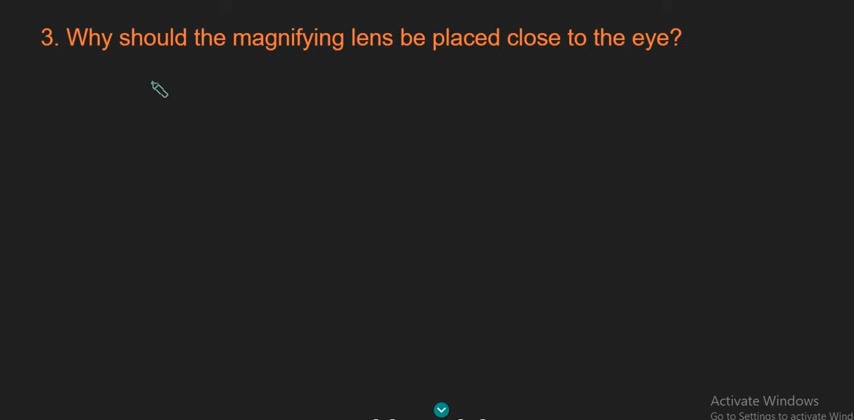 3. Why should the magnifying lens be placed close to the eye?
Activate Windows
Go to Settings to activate Wind